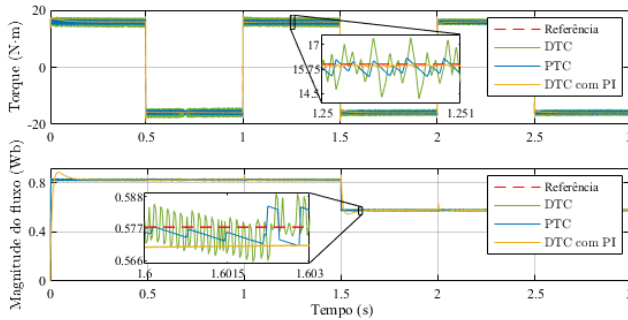 Torque (N·m)
20
0
-20
0
0.5
1
1.5
2
2.5
3
17
15.75
14.5
1.25
1.251
Referência
DTC
PTC
DTC com PI
Magnitude do fluxo (Wb)
0.8
0.4
0
0
0.5
1
1.5
2
2.5
3
0.588
0.577
0.566
1.6
1.6015
1.603
Referência
DTC
PTC
DTC com PI
Tempo (s)